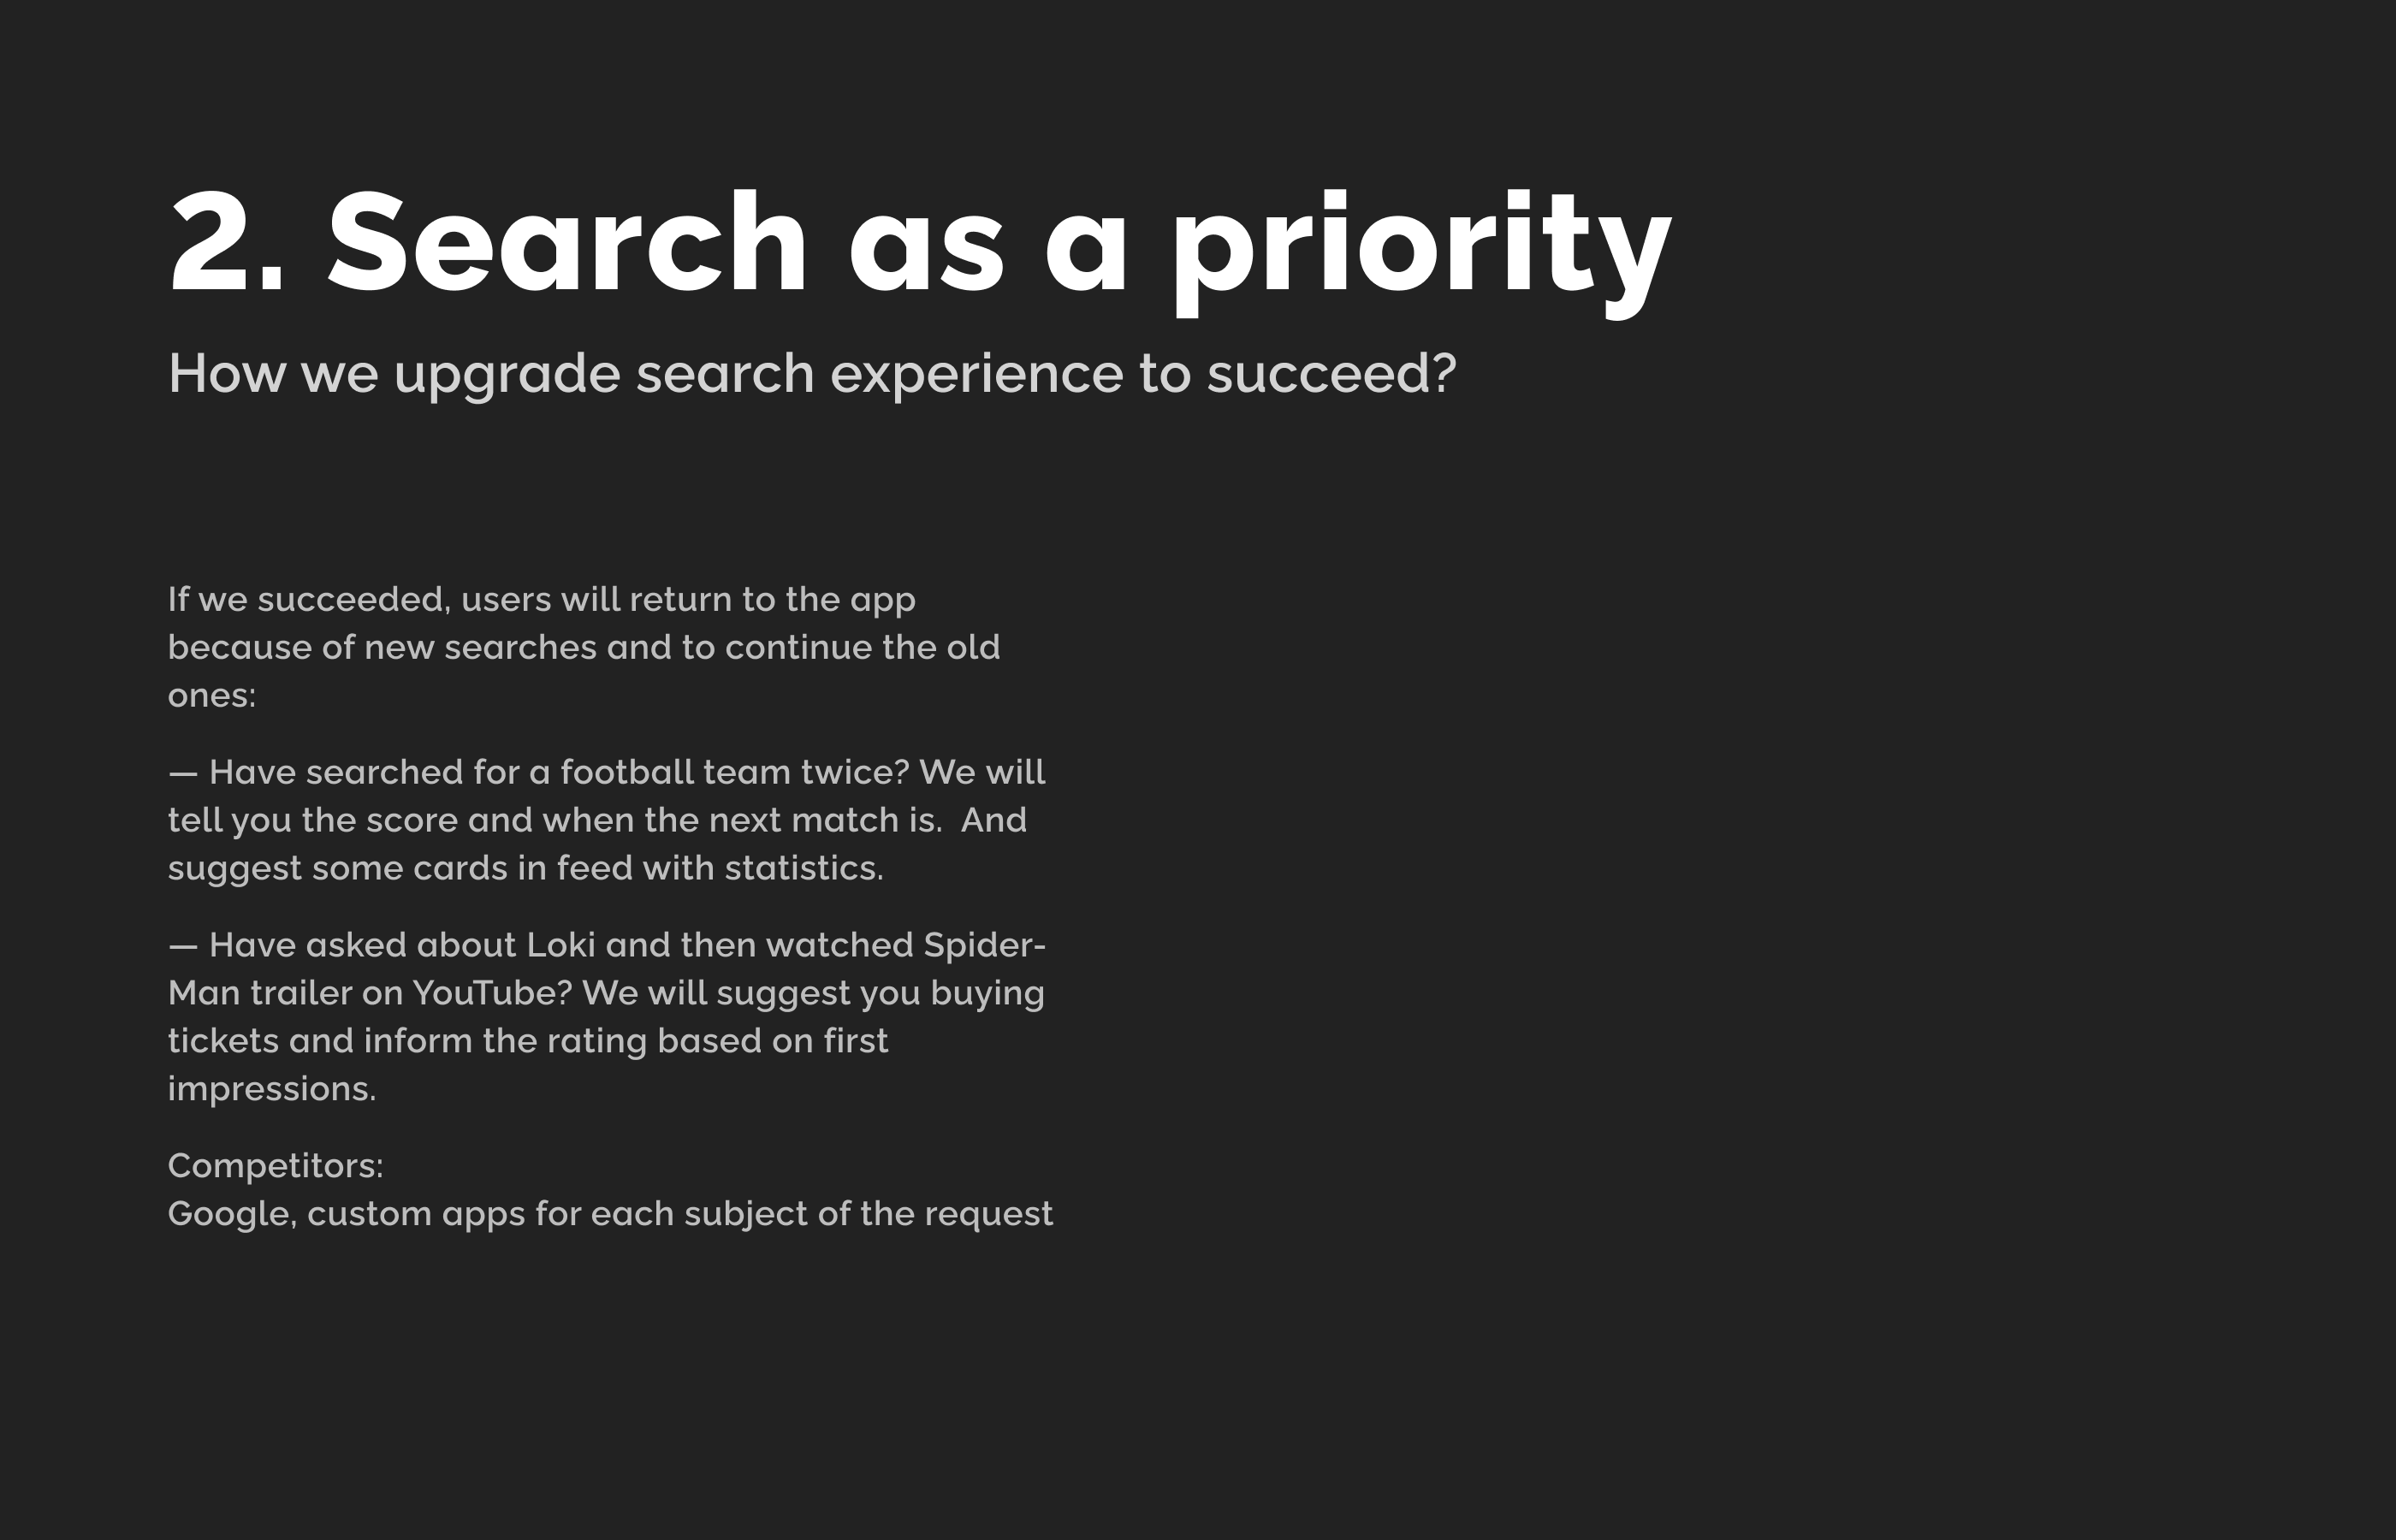 2. Search as a priority
How we upgrade search experience to succeed?
If we succeeded, users will return to the app
because of new searches and to continue the old
ones:
— Have searched for a football team twice? We will
tell you the score and when the next match is.  And
suggest some cards in feed with statistics.
— Have asked about Loki and then watched Spider-
Man trailer on YouTube? We will suggest you buying
tickets and inform the rating based on first
impressions.
Competitors:
Google, custom apps for each subject of the request